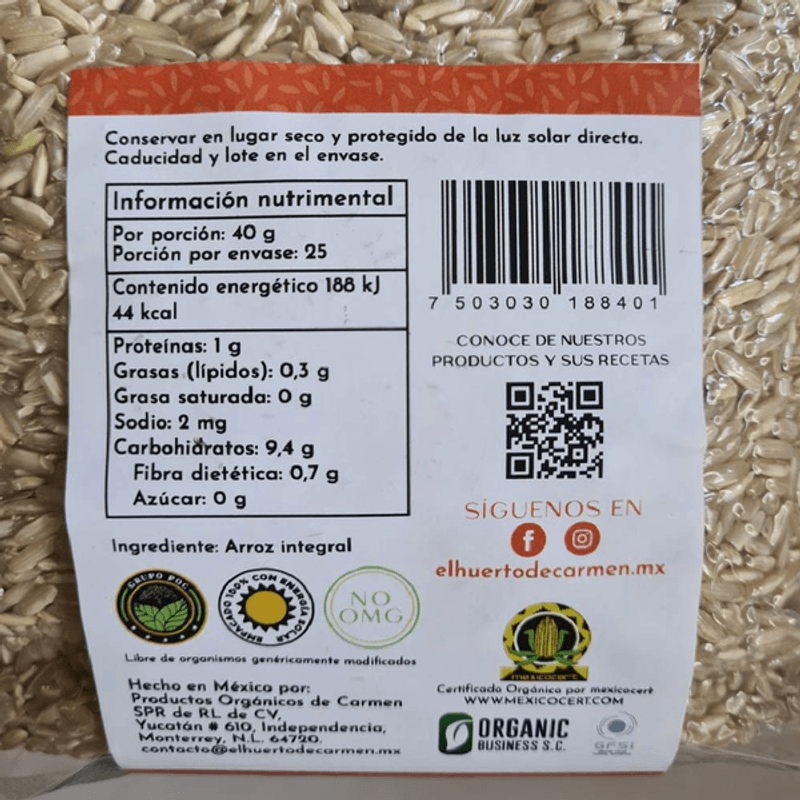 Conservar en lugar seco y protegido de la luz solar directa.
Caducidad y lote en el envase.
Información nutrimental
Por porción: 40 g
Porción por envase: 25
Contenido energético 188 kJ
44 kcal
Proteínas: 1 g
Grasas (lípidos): 0,3 g
Grasa saturada: 0 g
Sodio: 2 mg
Carbohidratos: 9,4 g
Fibra dietética: 0,7 g
Azúcar: 0 g
7 503030 188401
CONOCE DE NUESTROS
PRODUCTOS Y SUS RECETAS
SÍGUENOS EN
elhuertodecarmen.mx
Ingrediente: Arroz integral
GRUPO POC
EMPACADO 100% CON ENERGÍA SOLAR
NO
OMG
Libre de organismos genéricamente modificados
Hecho en México por:
Productos Orgánicos de Carmen
SPR de RL de CV,
Yucatán # 610, Independencia,
Monterrey, N.L. 64720.
contacto@elhuertodecarmen.mx
mexicocert
Certificado Orgánico por mexicocert
WWW.MEXICOCERT.COM
ORGANIC
BUSINESS S.C.
GFSI